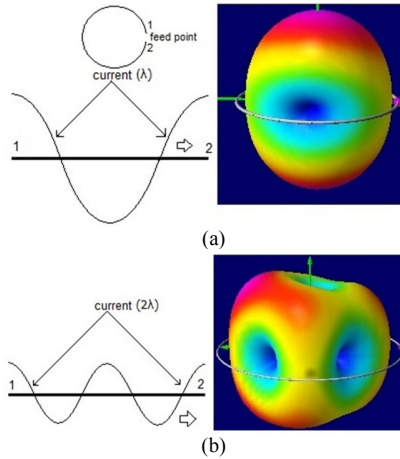 1
feed point
2
current (λ)
1
2
(a)
current (2λ)
1
2
(b)